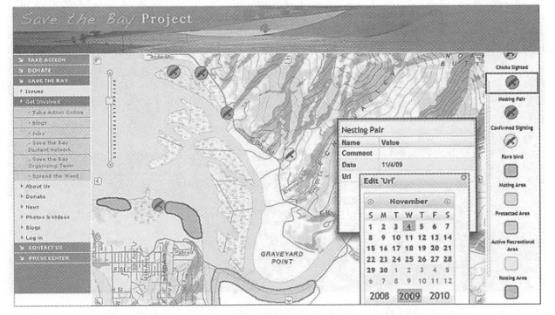 Save the Bay Project
TAKE ACTION
DONATE
SAVE THE BAY
Issues
Get Involved
Take Action Online
Blogs
Jobs
Save the Bay
Student Network
Save the Bay
Organizing Team
Spread the Word
About Us
Donate
News
Photos & Videos
Blogs
Log in
CONTACT US
PRESS CENTER
GRAVEYARD
POINT
Nesting Pair
Name Value
Comment
Date 11/4/09
Url
Edit 'Url'
November
S M T W T F S
1 2 3 4 5 6 7
8 9 10 11 12 13 14
15 16 17 18 19 20 21
22 23 24 25 26 27 28
29 30 1 2 3 4 5
6 7 8 9 10 11 12
2008 2009 2010
Chicks Sighted
Nesting Pair
Confirmed Sighting
Rare bird
Mating Area
Protected Area
Active Recreational
Area
Nesting Area